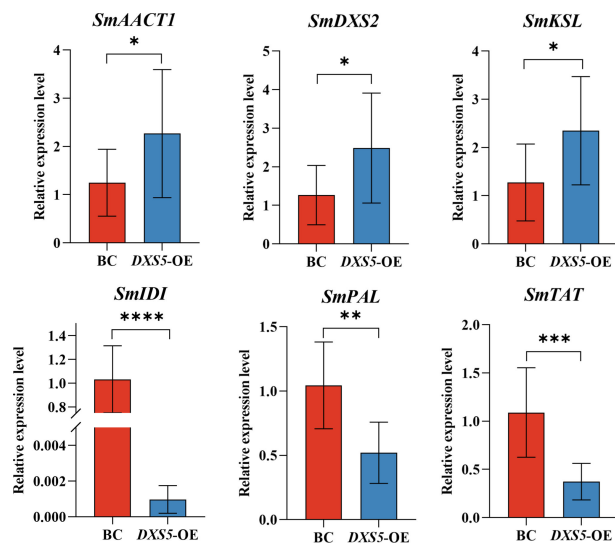 SmAACT1
*
Relative expression level
4
3
2
1
0
BC DXS5-OE
SmDXS2
*
Relative expression level
5
4
3
2
1
0
BC DXS5-OE
SmKSL
*
Relative expression level
4
3
2
1
0
BC DXS5-OE
SmIDI
****
Relative expression level
1.4
1.2
1.0
0.8
0.004
0.002
0.000
BC DXS5-OE
SmPAL
**
Relative expression level
1.5
1.0
0.5
0.0
BC DXS5-OE
SmTAT
***
Relative expression level
2.0
1.5
1.0
0.5
0.0
BC DXS5-OE